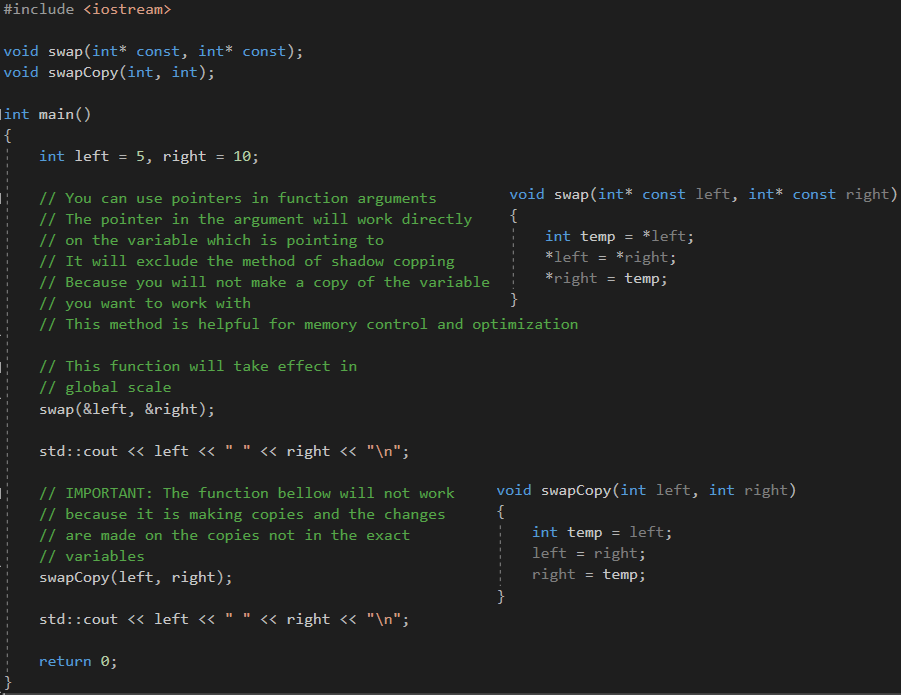 #include <iostream>
void swap(int* const, int* const);
void swapCopy(int, int);
int main()
{
int left = 5, right = 10;
// You can use pointers in function arguments
// The pointer in the argument will work directly
// on the variable which is pointing to
// It will exclude the method of shadow copping
// Because you will not make a copy of the variable
// you want to work with
// This method is helpful for memory control and optimization
// This function will take effect in
// global scale
swap(&left, &right);
std::cout << left << " " << right << "\n";
// IMPORTANT: The function bellow will not work
// because it is making copies and the changes
// are made on the copies not in the exact
// variables
swapCopy(left, right);
std::cout << left << " " << right << "\n";
return 0;
}
void swap(int* const left, int* const right)
{
int temp = *left;
*left = *right;
*right = temp;
}
void swapCopy(int left, int right)
{
int temp = left;
left = right;
right = temp;
}